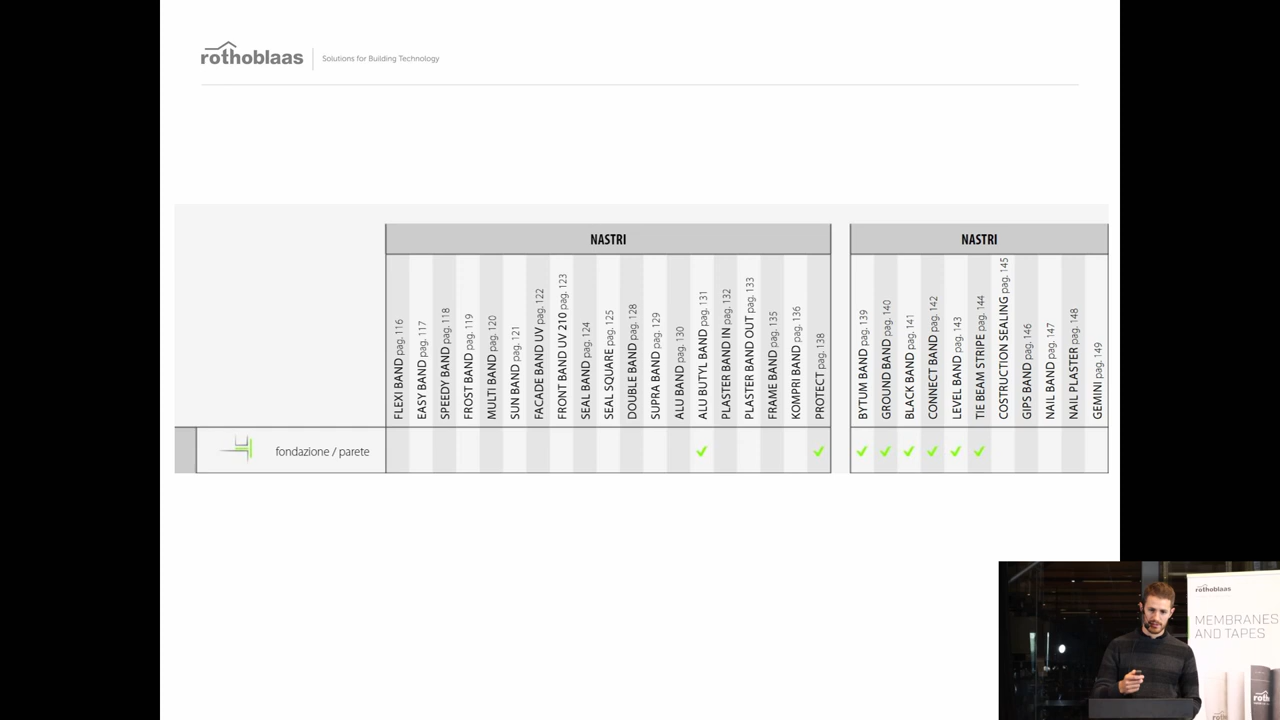 rothoblaas
Solutions for Building Technology
NASTRI
NASTRI
FLEXI BAND pag. 116
EASY BAND pag. 117
SPEEDY BAND pag. 118
FROST BAND pag. 119
MULTI BAND pag. 120
SUN BAND pag. 121
FACADE BAND UV pag. 122
FRONT BAND UV 210 pag. 123
SEAL BAND pag. 124
SEAL SQUARE pag. 125
DOUBLE BAND pag. 128
SUPRA BAND pag. 129
ALU BAND pag. 130
ALU BUTYL BAND pag. 131
PLASTER BAND IN pag. 132
PLASTER BAND OUT pag. 133
FRAME BAND pag. 135
KOMPRI BAND pag. 136
PROTECT pag. 138
BYTUM BAND pag. 139
GROUND BAND pag. 140
BLACK BAND pag. 141
CONNECT BAND pag. 142
LEVEL BAND pag. 143
TIE BEAM STRIPE pag. 144
COSTRUCTION SEALING pag. 145
GIPS BAND pag. 146
NAIL BAND pag. 147
NAIL PLASTER pag. 148
GEMINI pag. 149
fondazione / parete
rothoblaas
MEMBRANES
AND TAPES